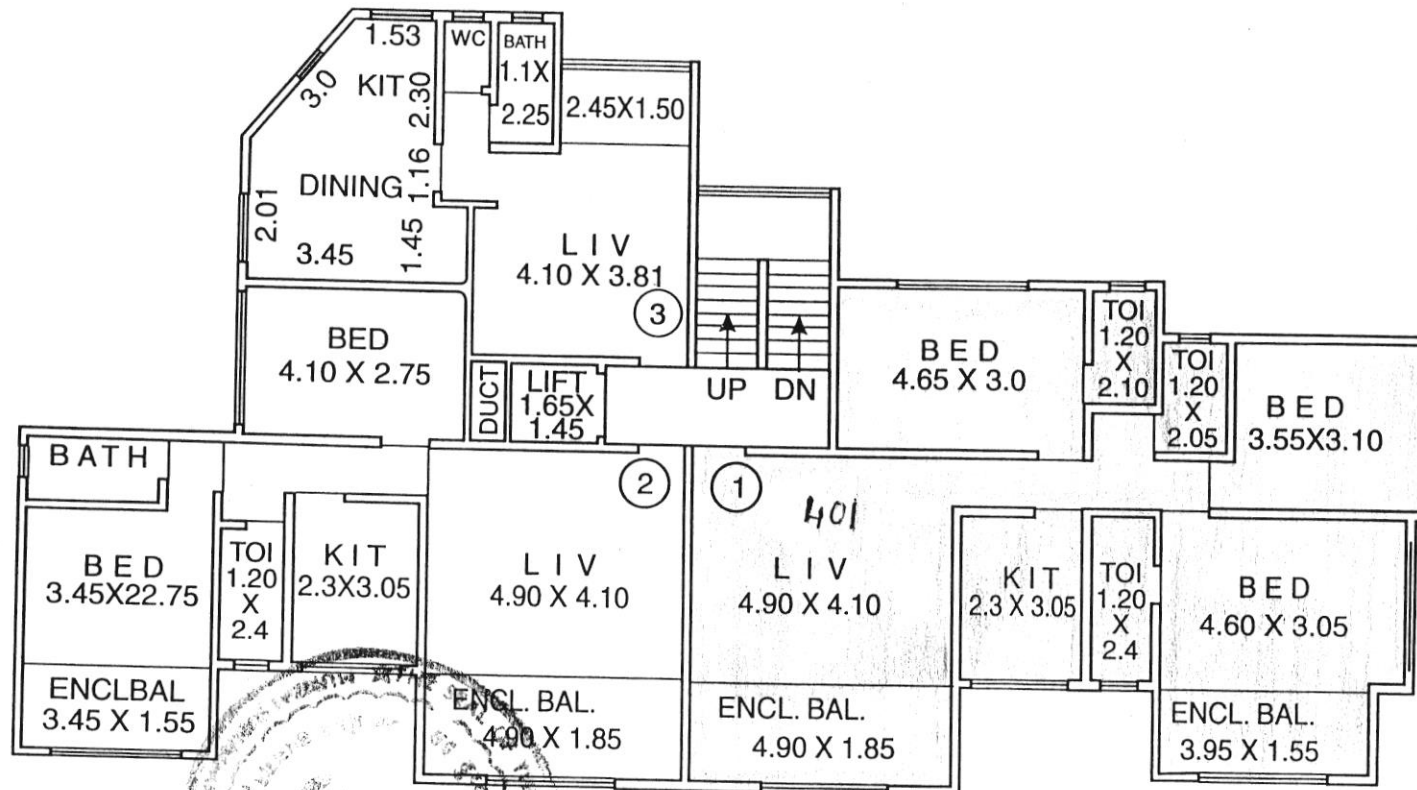 1.53
KIT
3.0
2.30
1.16
DINING
2.01
3.45
1.45
WC
BATH
1.1X
2.25
2.45X1.50
L I V
4.10 X 3.81
3
BED
4.10 X 2.75
DUCT
LIFT
1.65X
1.45
UP DN
B E D
4.65 X 3.0
TOI
1.20
X
2.10
TOI
1.20
X
2.05
B E D
3.55X3.10
BATH
B E D
3.45X22.75
ENCLBAL
3.45 X 1.55
TOI
1.20
X
2.4
KIT
2.3X3.05
2
L I V
4.90 X 4.10
ENCL. BAL.
4.90 X 1.85
1
401
L I V
4.90 X 4.10
ENCL. BAL.
4.90 X 1.85
KIT
2.3 X 3.05
TOI
1.20
X
2.4
B E D
4.60 X 3.05
ENCL. BAL.
3.95 X 1.55